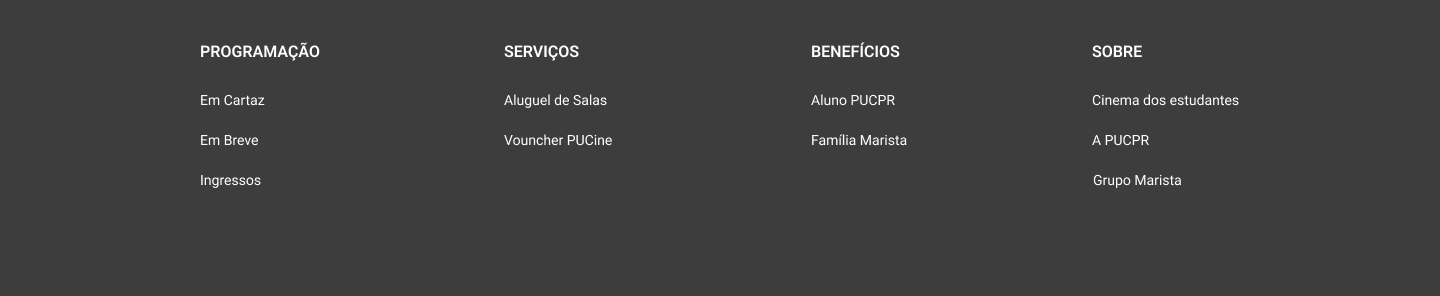 PROGRAMAÇÃO
Em Cartaz
Em Breve
Ingressos
SERVIÇOS
Aluguel de Salas
Vouncher PUCine
BENEFÍCIOS
Aluno PUCPR
Família Marista
SOBRE
Cinema dos estudantes
A PUCPR
Grupo Marista